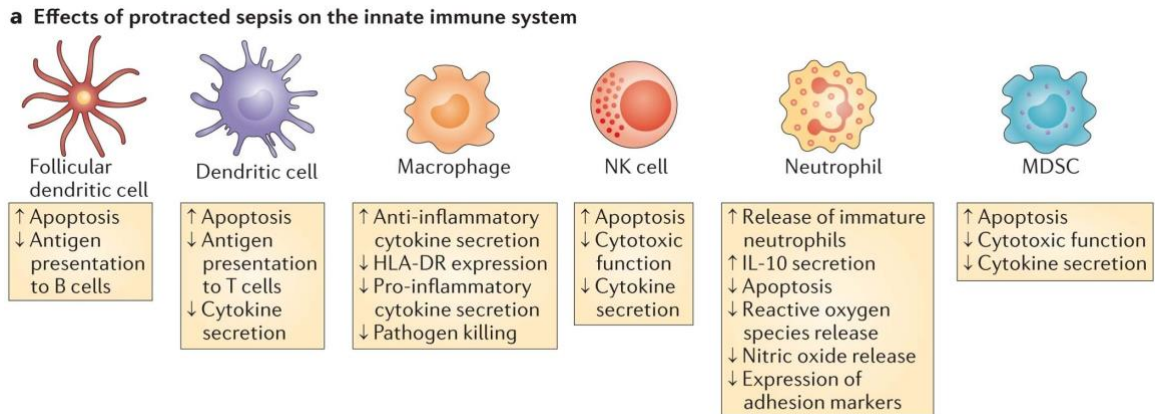 a Effects of protracted sepsis on the innate immune system
Follicular
dendritic cell
↑ Apoptosis
↓ Antigen
presentation
to B cells
Dendritic cell
↑ Apoptosis
↓ Antigen
presentation
to T cells
↓ Cytokine
secretion
Macrophage
↑ Anti-inflammatory
cytokine secretion
↓ HLA-DR expression
↓ Pro-inflammatory
cytokine secretion
↓ Pathogen killing
NK cell
↑ Apoptosis
↓ Cytotoxic
function
↓ Cytokine
secretion
Neutrophil
↑ Release of immature
neutrophils
↑ IL-10 secretion
↓ Apoptosis
↓ Reactive oxygen
species release
↓ Nitric oxide release
↓ Expression of
adhesion markers
MDSC
↑ Apoptosis
↓ Cytotoxic function
↓ Cytokine secretion